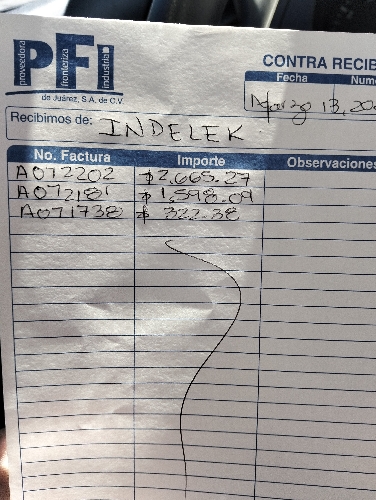 PFI
proveedora fronteriza industrial
de Juárez, S.A. de C.V.
CONTRA RECIB
Fecha Num
Marzo 13, 20
Recibimos de: INDELEK
No. Factura Importe Observaciones
A072202 $2,665.27
A072181 $1,598.09
A071738 $ 322.38